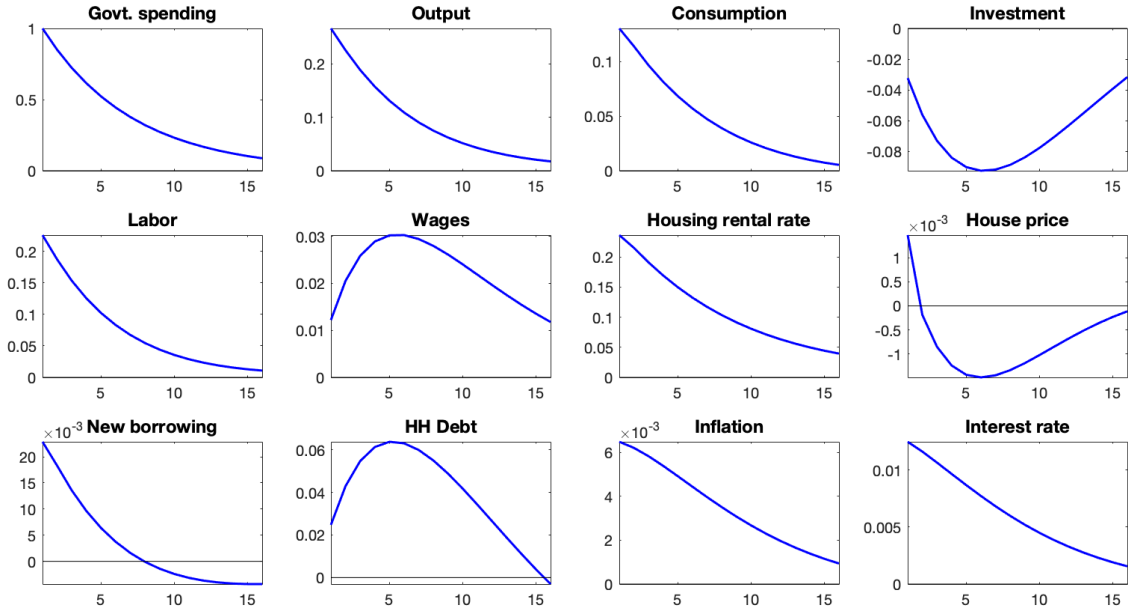 Govt. spending
1
0.5
0
5 10 15
Output
0.2
0.1
0
5 10 15
Consumption
0.1
0.05
0
5 10 15
Investment
0
-0.02
-0.04
-0.06
-0.08
5 10 15
Labor
0.2
0.15
0.1
0.05
0
5 10 15
Wages
0.03
0.02
0.01
0
5 10 15
Housing rental rate
0.2
0.15
0.1
0.05
0
5 10 15
House price
×10⁻³
1
0.5
0
-0.5
-1
5 10 15
New borrowing
×10⁻³
20
15
10
5
0
5 10 15
HH Debt
0.06
0.04
0.02
0
5 10 15
Inflation
×10⁻³
6
4
2
0
5 10 15
Interest rate
0.01
0.005
0
5 10 15